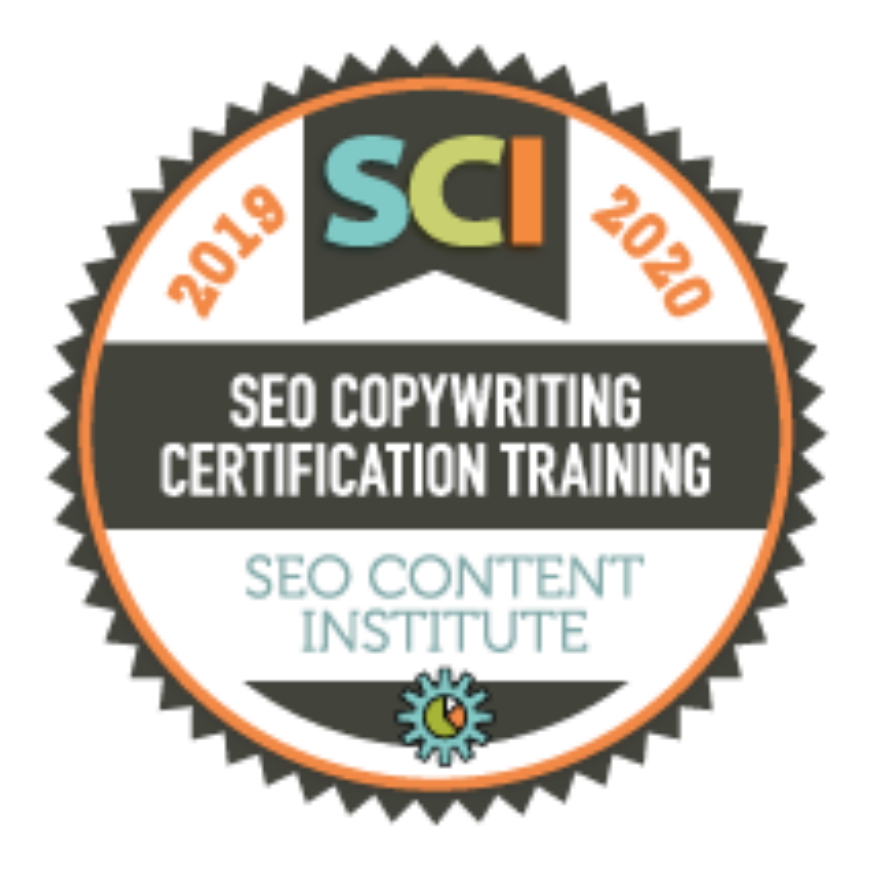 SCI
2019
2020
SEO COPYWRITING
CERTIFICATION TRAINING
SEO CONTENT
INSTITUTE